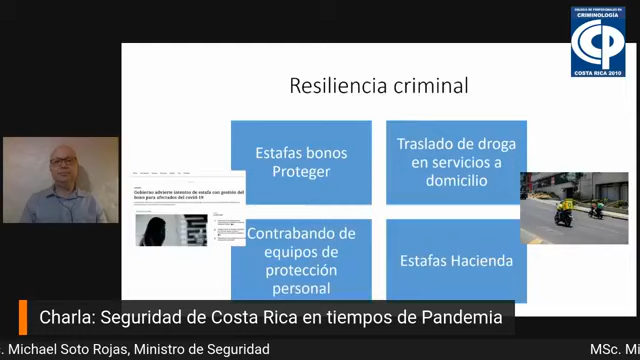 COLEGIO DE PROFESIONALES EN
CRIMINOLOGÍA
COSTA RICA 2010
Resiliencia criminal
Estafas bonos
Proteger
Traslado de droga
en servicios a
domicilio
Gobierno advierte intentos de estafa con gestión del
bono para afectados del covid-19
Contrabando de
equipos de
protección
personal
Estafas Hacienda
Charla: Seguridad de Costa Rica en tiempos de Pandemia
c. Michael Soto Rojas, Ministro de Seguridad
MSc. Mi